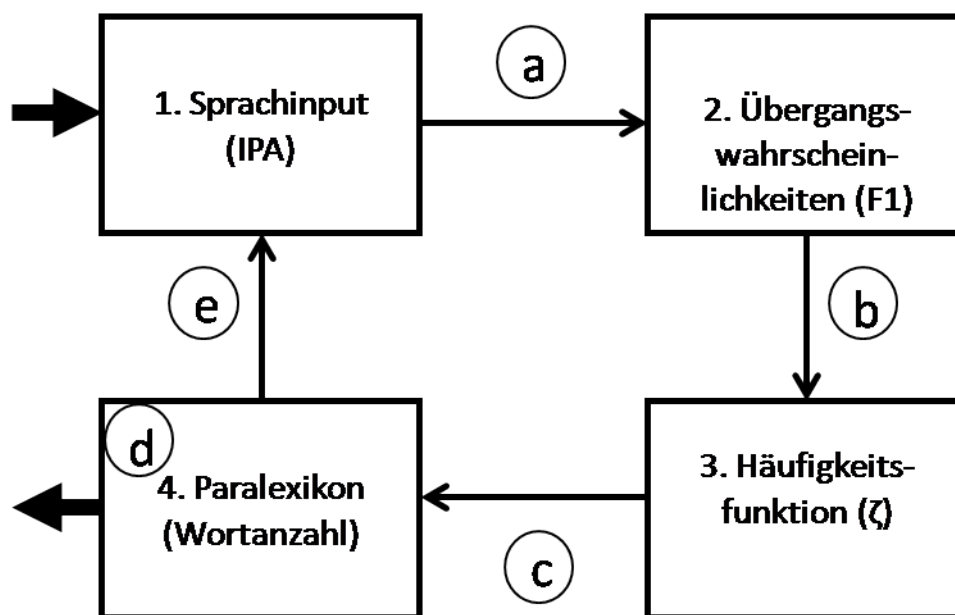 a
1. Sprachinput
(IPA)
2. Übergangs-
wahrschein-
lichkeiten (F1)
e
b
d
4. Paralexikon
(Wortanzahl)
3. Häufigkeits-
funktion (ζ)
c